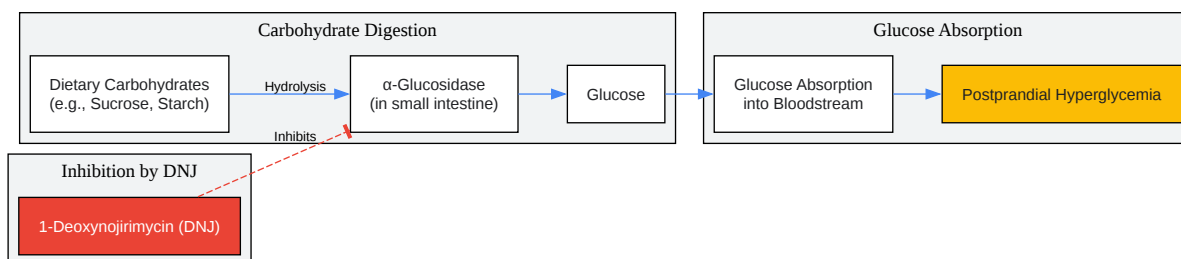 Carbohydrate Digestion
Glucose Absorption
Dietary Carbohydrates
(e.g., Sucrose, Starch)
Hydrolysis
α-Glucosidase
(in small intestine)
Glucose
Glucose Absorption
into Bloodstream
Postprandial Hyperglycemia
Inhibits
Inhibition by DNJ
1-Deoxynojirimycin (DNJ)